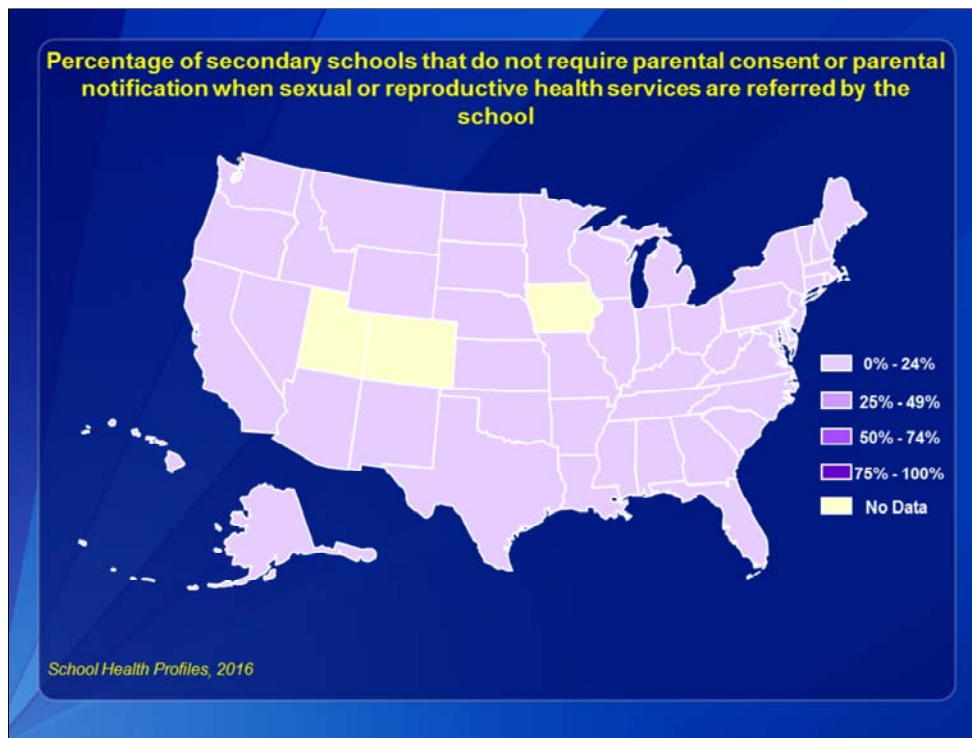 Percentage of secondary schools that do not require parental consent or parental
notification when sexual or reproductive health services are referred by the
school
0% - 24%
25% - 49%
50% - 74%
75% - 100%
No Data
School Health Profiles, 2016